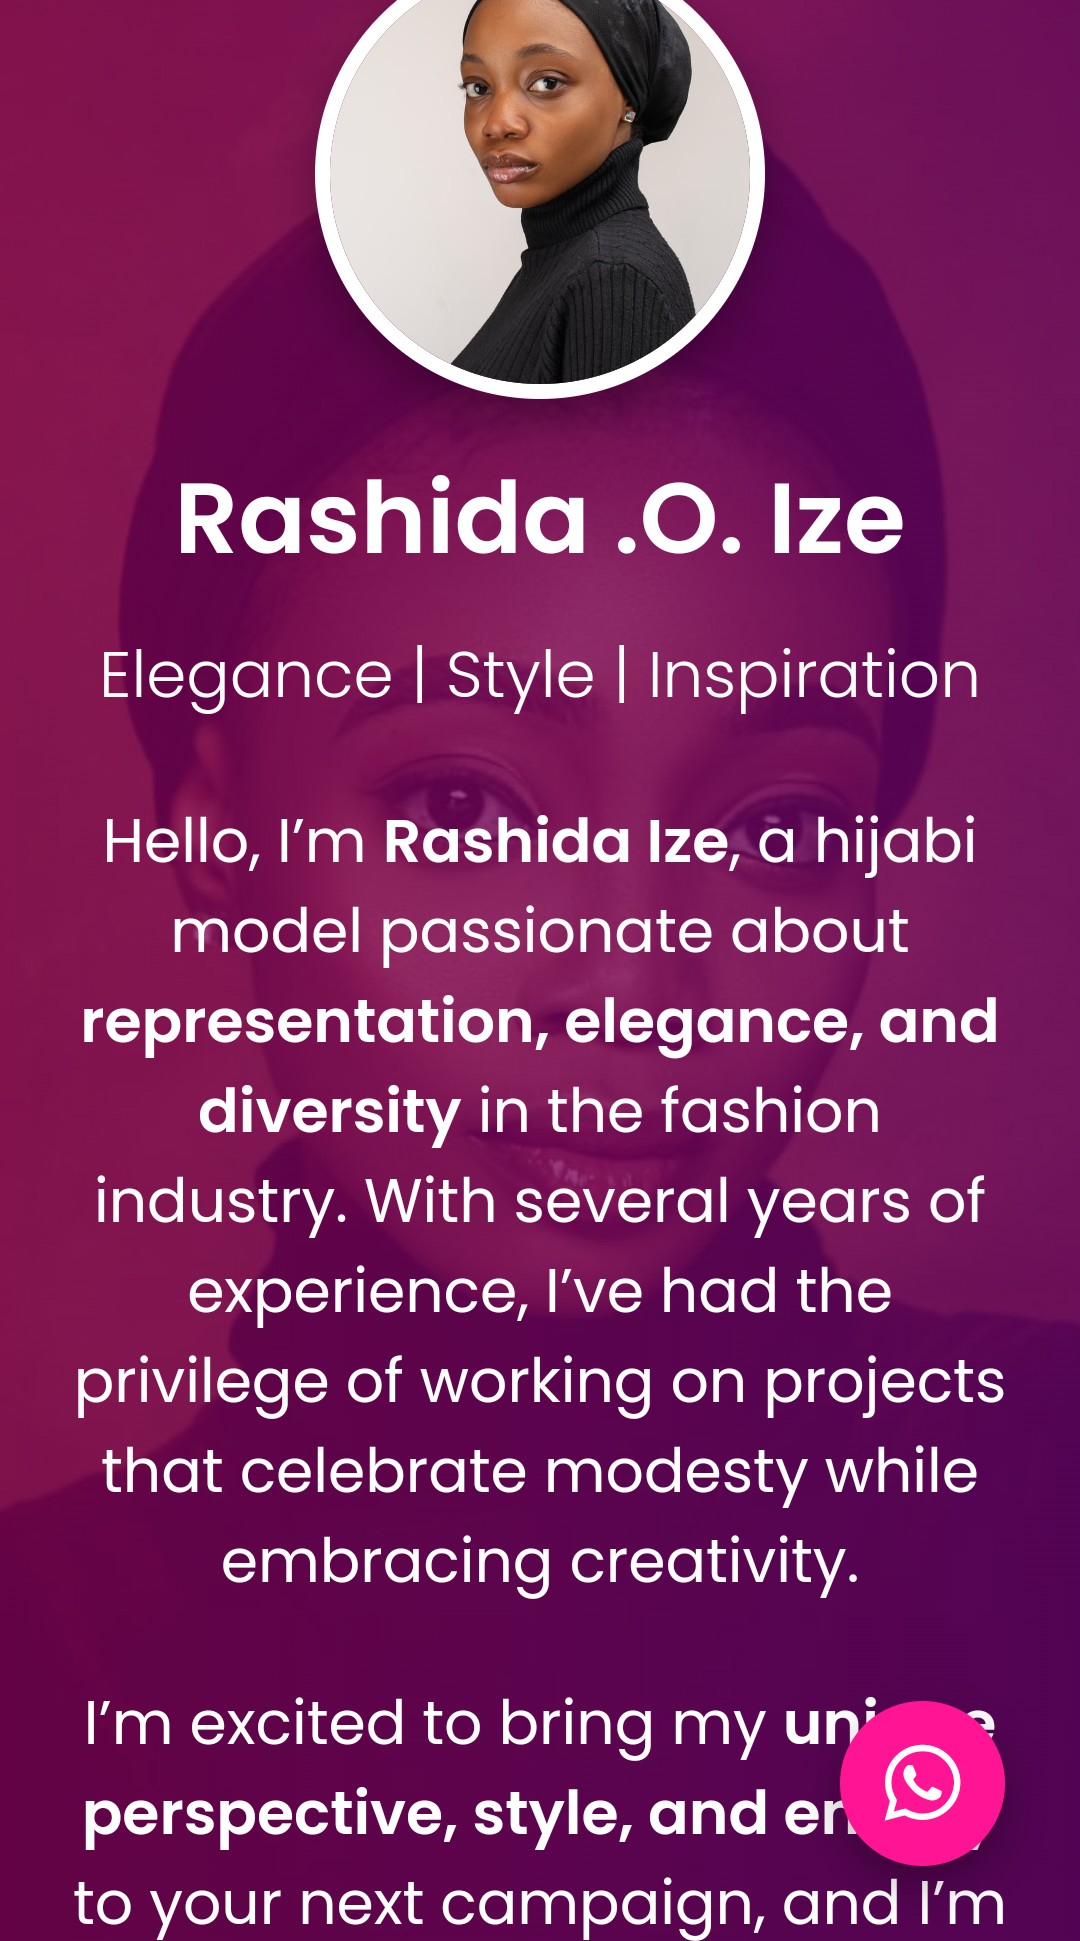 Rashida .O. Ize
Elegance | Style | Inspiration
Hello, I’m Rashida Ize, a hijabi
model passionate about
representation, elegance, and
diversity in the fashion
industry. With several years of
experience, I’ve had the
privilege of working on projects
that celebrate modesty while
embracing creativity.
I’m excited to bring my
perspective, style, and
to your next campaign, and I’m